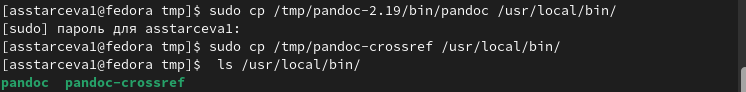 [asstarceva1@fedora tmp]$ sudo cp /tmp/pandoc-2.19/bin/pandoc /usr/local/bin/
[sudo] пароль для asstarceva1:
[asstarceva1@fedora tmp]$ sudo cp /tmp/pandoc-crossref /usr/local/bin/
[asstarceva1@fedora tmp]$  ls /usr/local/bin/
pandoc  pandoc-crossref